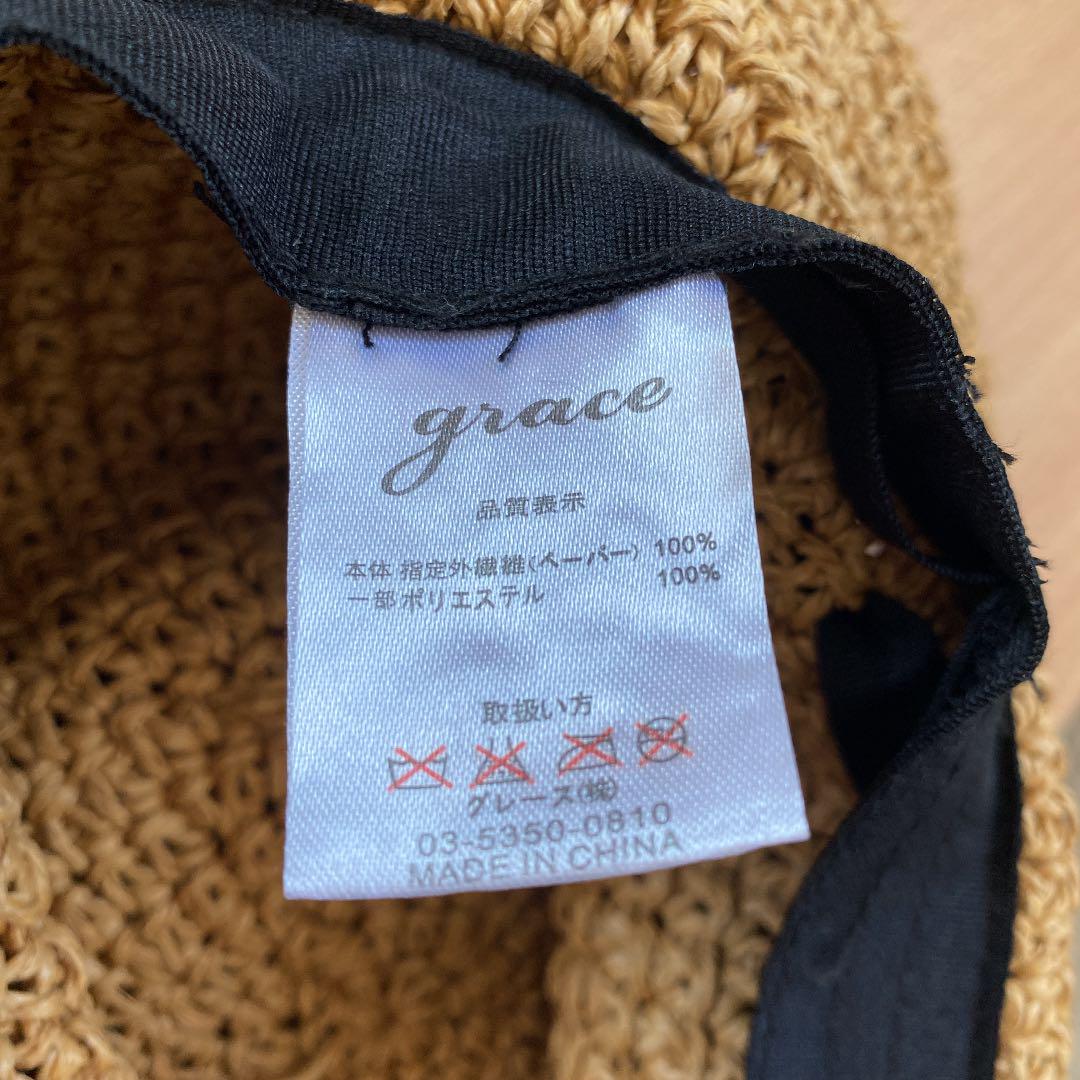 grace
品質表示
本体 指定外繊維(ペーパー) 100%
一部 ポリエステル 100%
取扱い方
グレース(株)
03-5350-0810
MADE IN CHINA